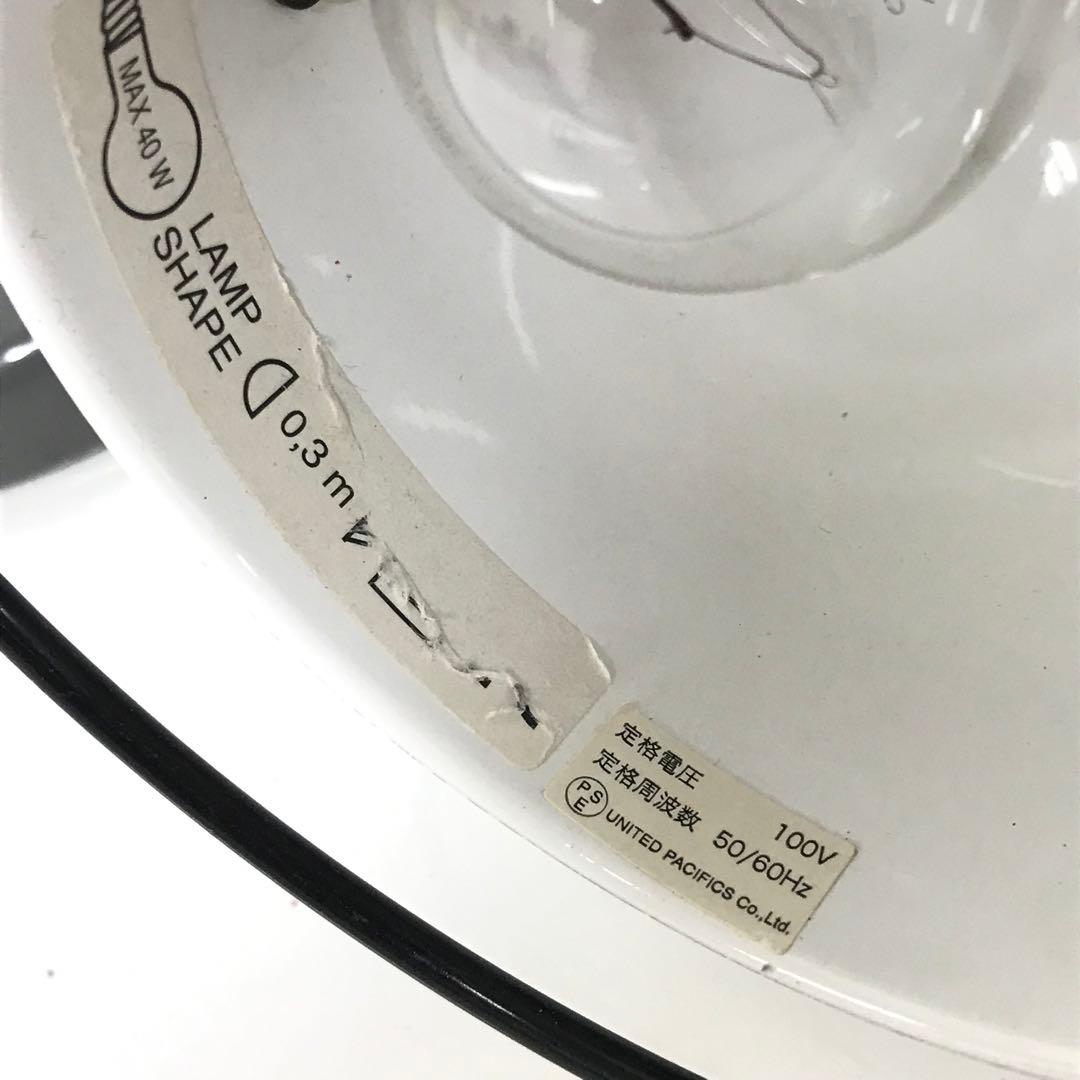 MAX 40 W
LAMP
SHAPE
0,3 m
定格電圧 100V
定格周波数 50/60Hz
PSE UNITED PACIFICS Co.,Ltd.